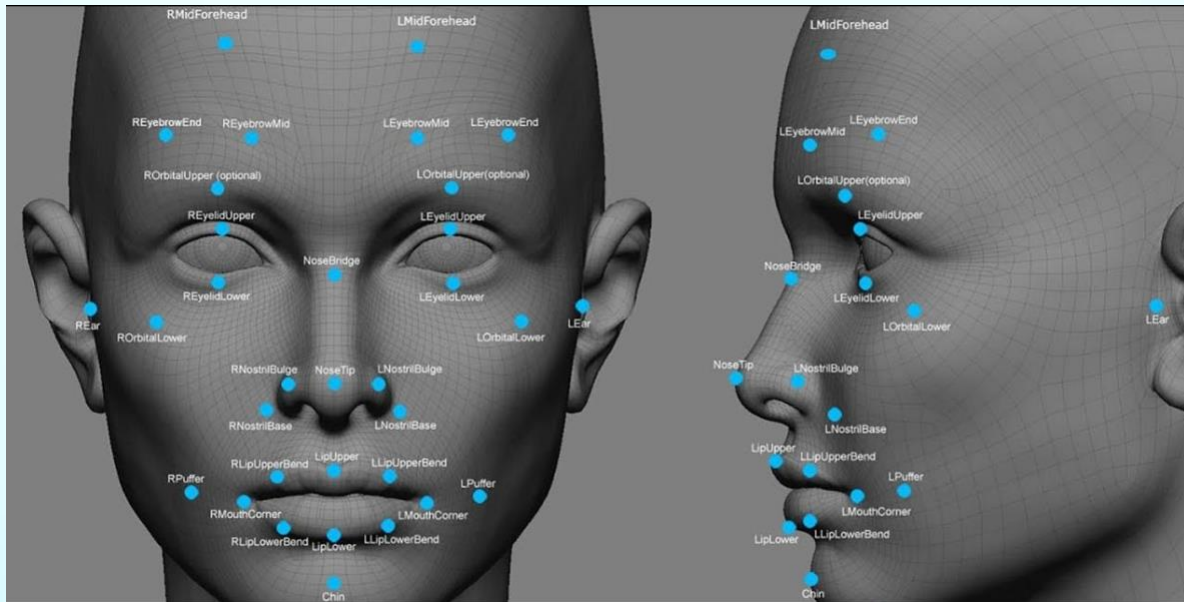 RMidForehead
LMidForehead
REyebrowEnd
REyebrowMid
LEyebrowMid
LEyebrowEnd
ROrbitalUpper (optional)
LOrbitalUpper(optional)
REyelidUpper
LEyelidUpper
NoseBridge
REyelidLower
LEyelidLower
REar
ROrbitalLower
LOrbitalLower
LEar
RNostrilBulge
NoseTip
LNostrilBulge
RNostrilBase
LNostrilBase
RLipUpperBend
LipUpper
LLipUpperBend
RPuffer
LPuffer
RMouthCorner
LMouthCorner
RLipLowerBend
LipLower
LLipLowerBend
Chin
LMidForehead
LEyebrowMid
LEyebrowEnd
LOrbitalUpper(optional)
LEyelidUpper
NoseBridge
LEyelidLower
LOrbitalLower
LEar
NoseTip
LNostrilBulge
LNostrilBase
LipUpper
LLipUpperBend
LPuffer
LMouthCorner
LipLower
LLipLowerBend
Chin